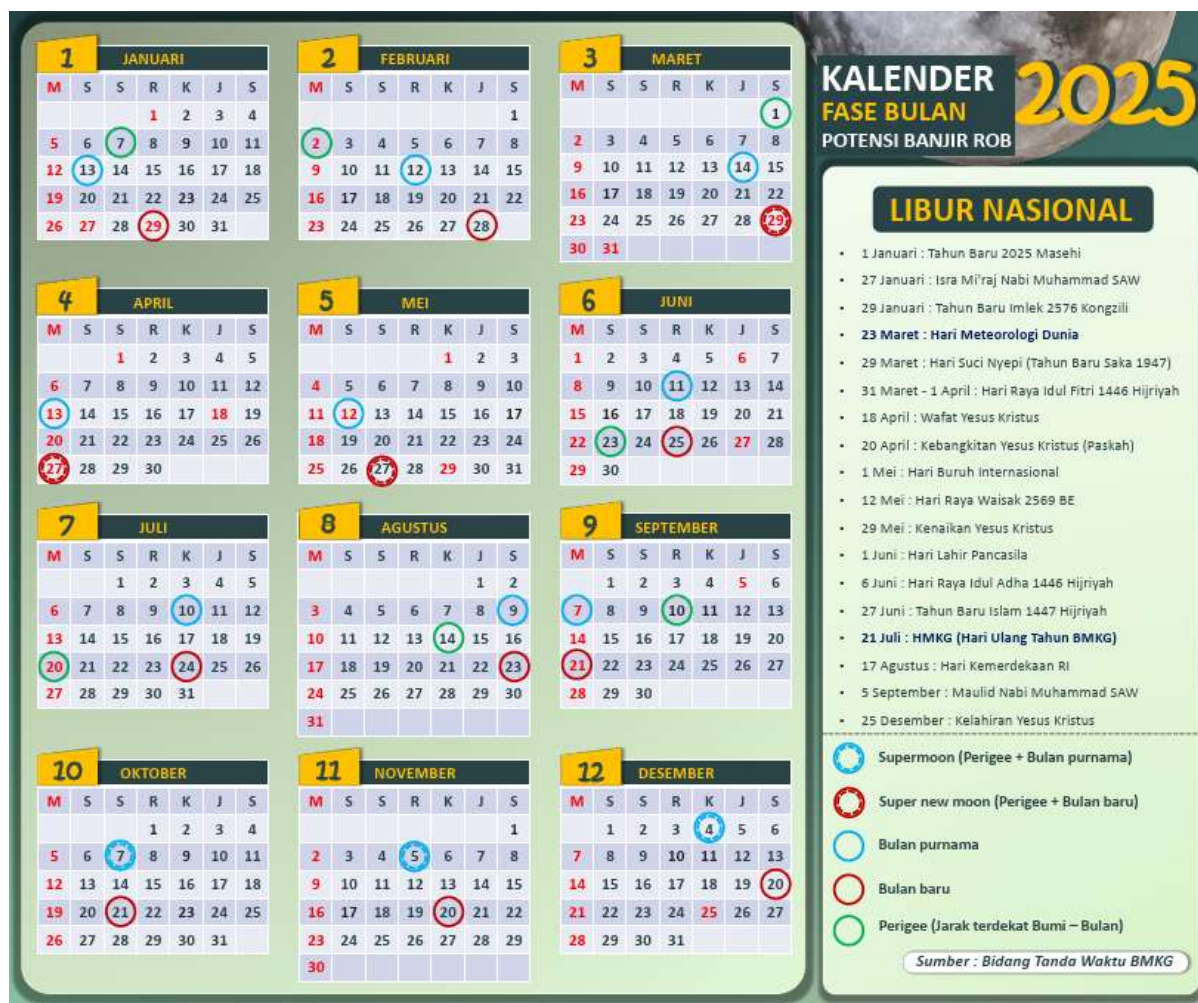 KALENDER 2025
FASE BULAN
POTENSI BANJIR ROB
1 JANUARI
M S S R K J S
1 2 3 4
5 6 7 8 9 10 11
12 13 14 15 16 17 18
19 20 21 22 23 24 25
26 27 28 29 30 31
2 FEBRUARI
M S S R K J S
1
2 3 4 5 6 7 8
9 10 11 12 13 14 15
16 17 18 19 20 21 22
23 24 25 26 27 28
3 MARET
M S S R K J S
1
2 3 4 5 6 7 8
9 10 11 12 13 14 15
16 17 18 19 20 21 22
23 24 25 26 27 28 29
30 31
4 APRIL
M S S R K J S
1 2 3 4 5
6 7 8 9 10 11 12
13 14 15 16 17 18 19
20 21 22 23 24 25 26
27 28 29 30
5 MEI
M S S R K J S
1 2 3
4 5 6 7 8 9 10
11 12 13 14 15 16 17
18 19 20 21 22 23 24
25 26 27 28 29 30 31
6 JUNI
M S S R K J S
1 2 3 4 5 6 7
8 9 10 11 12 13 14
15 16 17 18 19 20 21
22 23 24 25 26 27 28
29 30
7 JULI
M S S R K J S
1 2 3 4 5
6 7 8 9 10 11 12
13 14 15 16 17 18 19
20 21 22 23 24 25 26
27 28 29 30 31
8 AGUSTUS
M S S R K J S
1 2
3 4 5 6 7 8 9
10 11 12 13 14 15 16
17 18 19 20 21 22 23
24 25 26 27 28 29 30
31
9 SEPTEMBER
M S S R K J S
1 2 3 4 5 6
7 8 9 10 11 12 13
14 15 16 17 18 19 20
21 22 23 24 25 26 27
28 29 30
10 OKTOBER
M S S R K J S
1 2 3 4
5 6 7 8 9 10 11
12 13 14 15 16 17 18
19 20 21 22 23 24 25
26 27 28 29 30 31
11 NOVEMBER
M S S R K J S
1
2 3 4 5 6 7 8
9 10 11 12 13 14 15
16 17 18 19 20 21 22
23 24 25 26 27 28 29
30
12 DESEMBER
M S S R K J S
1 2 3 4 5 6
7 8 9 10 11 12 13
14 15 16 17 18 19 20
21 22 23 24 25 26 27
28 29 30 31
LIBUR NASIONAL
• 1 Januari : Tahun Baru 2025 Masehi
• 27 Januari : Isra Mi'raj Nabi Muhammad SAW
• 29 Januari : Tahun Baru Imlek 2576 Kongzili
• 23 Maret : Hari Meteorologi Dunia
• 29 Maret : Hari Suci Nyepi (Tahun Baru Saka 1947)
• 31 Maret - 1 April : Hari Raya Idul Fitri 1446 Hijriyah
• 18 April : Wafat Yesus Kristus
• 20 April : Kebangkitan Yesus Kristus (Paskah)
• 1 Mei : Hari Buruh Internasional
• 12 Mei : Hari Raya Waisak 2569 BE
• 29 Mei : Kenaikan Yesus Kristus
• 1 Juni : Hari Lahir Pancasila
• 6 Juni : Hari Raya Idul Adha 1446 Hijriyah
• 27 Juni : Tahun Baru Islam 1447 Hijriyah
• 21 Juli : HMKG (Hari Ulang Tahun BMKG)
• 17 Agustus : Hari Kemerdekaan RI
• 5 September : Maulid Nabi Muhammad SAW
• 25 Desember : Kelahiran Yesus Kristus
Supermoon (Perigee + Bulan purnama)
Super new moon (Perigee + Bulan baru)
Bulan purnama
Bulan baru
Perigee (Jarak terdekat Bumi – Bulan)
Sumber : Bidang Tanda Waktu BMKG